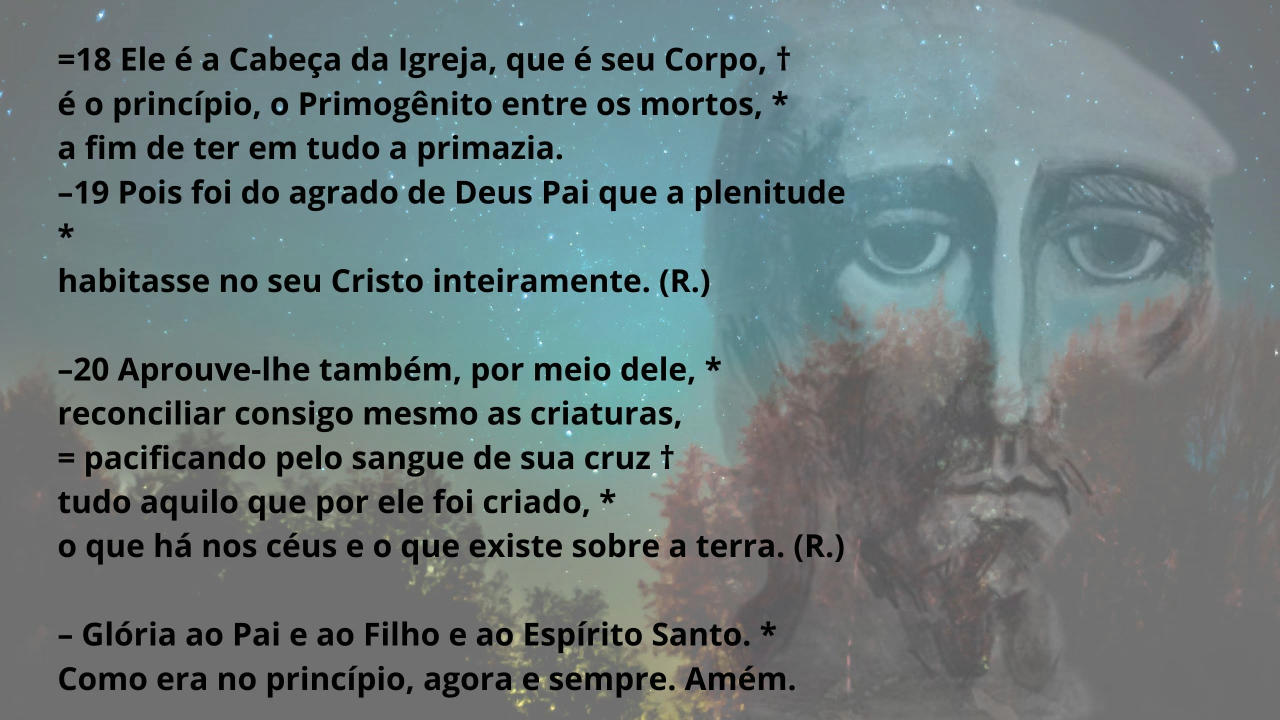 =18 Ele é a Cabeça da Igreja, que é seu Corpo, †
é o princípio, o Primogênito entre os mortos, *
a fim de ter em tudo a primazia.
–19 Pois foi do agrado de Deus Pai que a plenitude
*
habitasse no seu Cristo inteiramente. (R.)
–20 Aprouve-lhe também, por meio dele, *
reconciliar consigo mesmo as criaturas,
= pacificando pelo sangue de sua cruz †
tudo aquilo que por ele foi criado, *
o que há nos céus e o que existe sobre a terra. (R.)
– Glória ao Pai e ao Filho e ao Espírito Santo. *
Como era no princípio, agora e sempre. Amém.